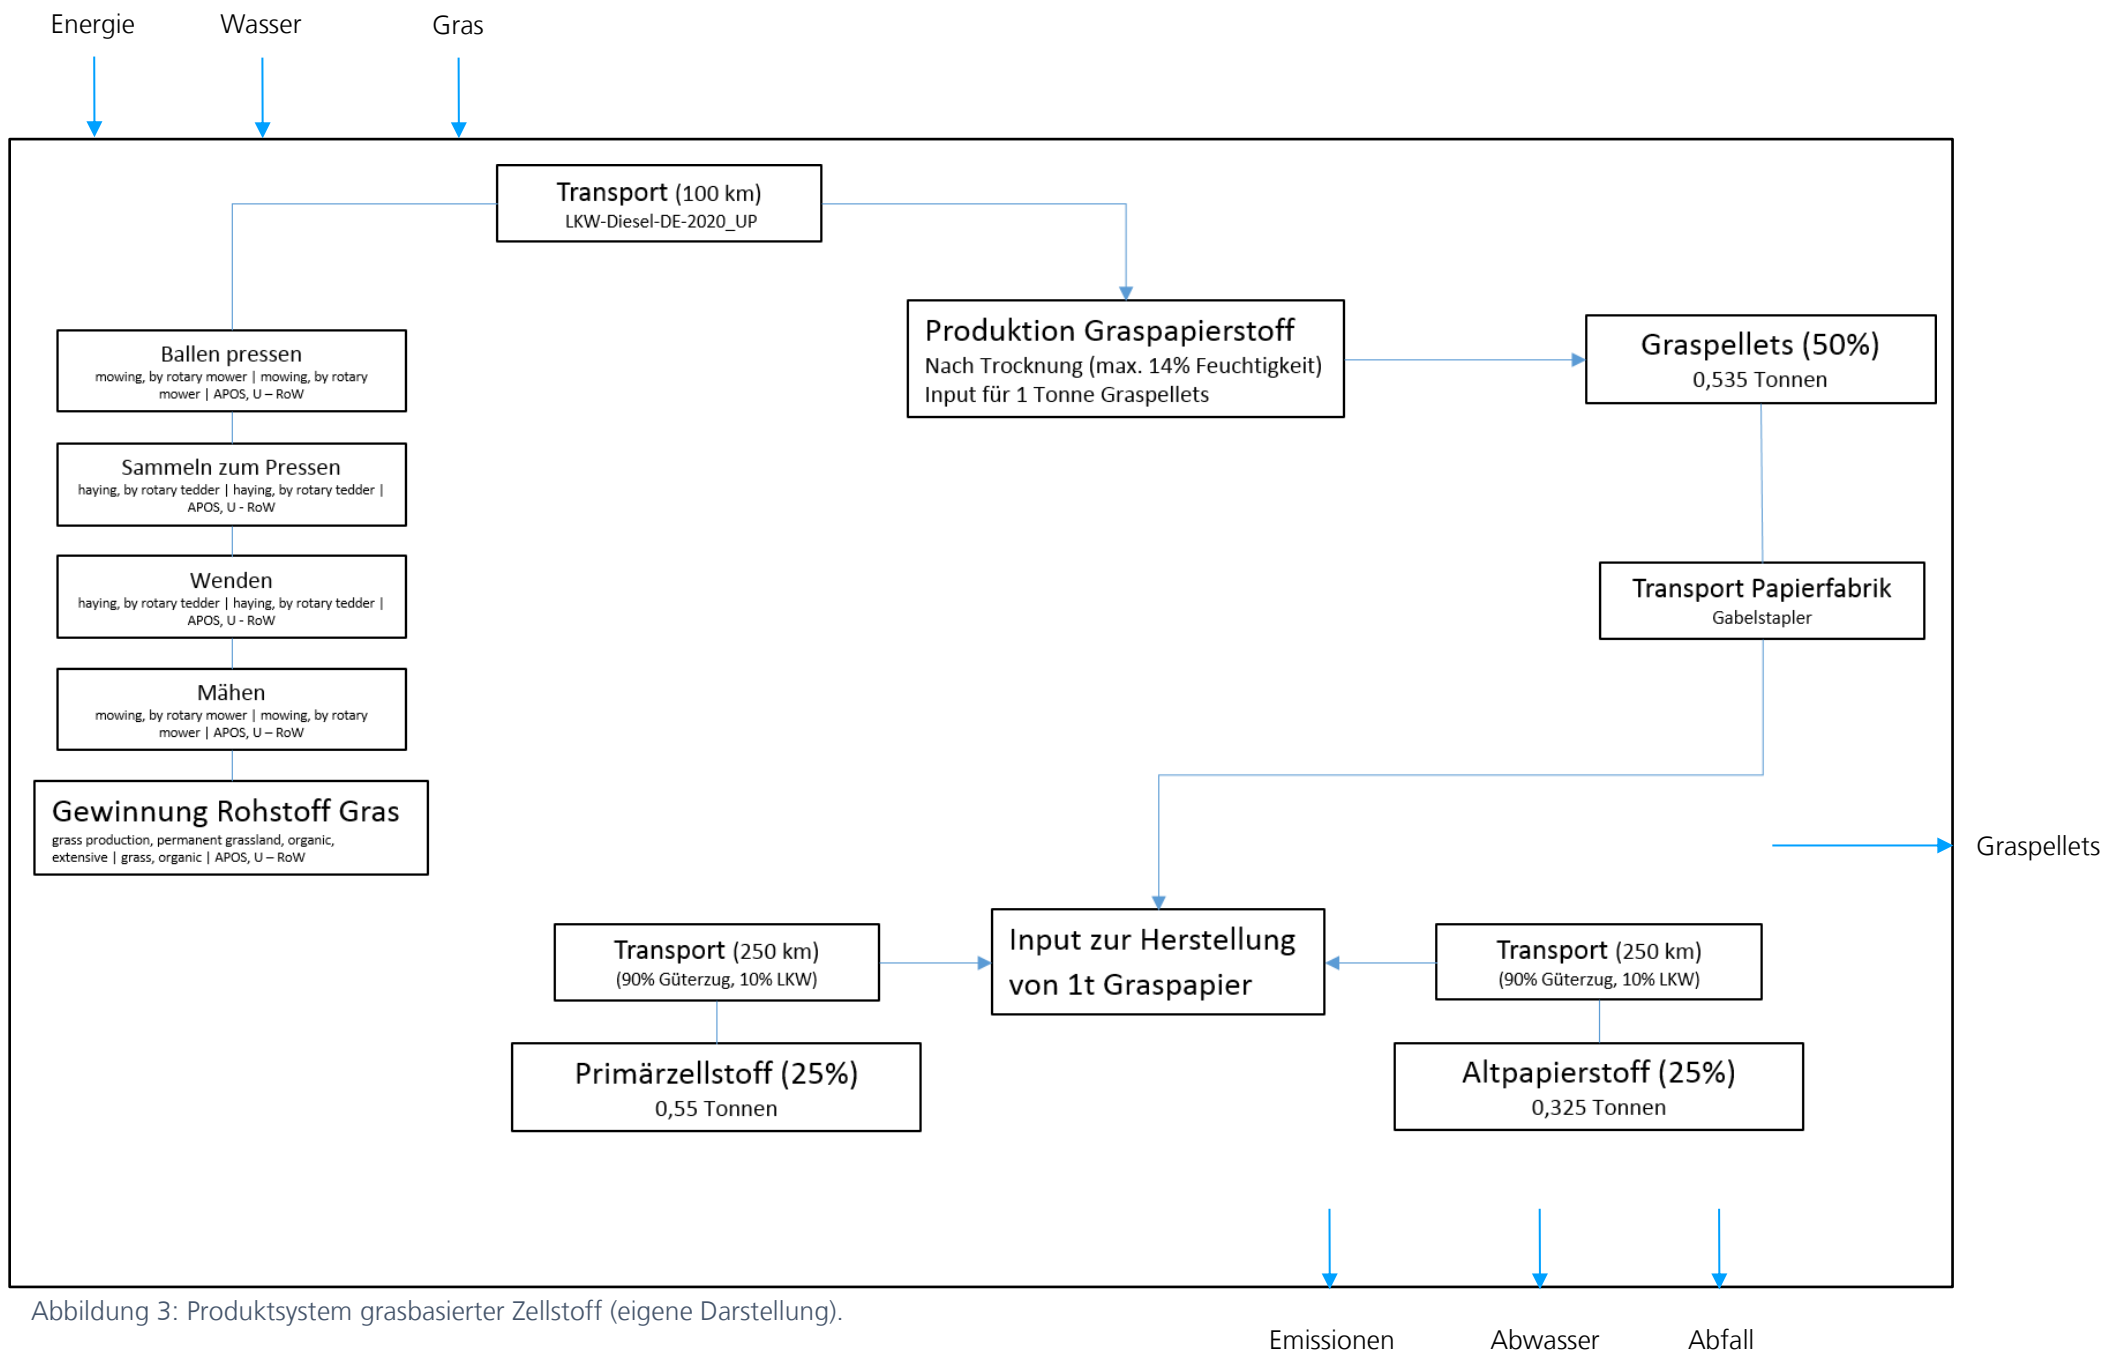 Energie
Wasser
Gras
Transport (100 km)
LKW-Diesel-DE-2020_UP
Produktion Graspapierstoff
Nach Trocknung (max. 14% Feuchtigkeit)
Input für 1 Tonne Graspellets
Graspellets (50%)
0,535 Tonnen
Ballen pressen
mowing, by rotary mower | mowing, by rotary
mower | APOS, U – RoW
Sammeln zum Pressen
haying, by rotary tedder | haying, by rotary tedder |
APOS, U - RoW
Wenden
haying, by rotary tedder | haying, by rotary tedder |
APOS, U - RoW
Transport Papierfabrik
Gabelstapler
Mähen
mowing, by rotary mower | mowing, by rotary
mower | APOS, U – RoW
Gewinnung Rohstoff Gras
grass production, permanent grassland, organic,
extensive | grass, organic | APOS, U – RoW
Graspellets
Transport (250 km)
(90% Güterzug, 10% LKW)
Input zur Herstellung
von 1t Graspapier
Transport (250 km)
(90% Güterzug, 10% LKW)
Primärzellstoff (25%)
0,55 Tonnen
Altpapierstoff (25%)
0,325 Tonnen
Abbildung 3: Produktsystem grasbasierter Zellstoff (eigene Darstellung).
Emissionen
Abwasser
Abfall